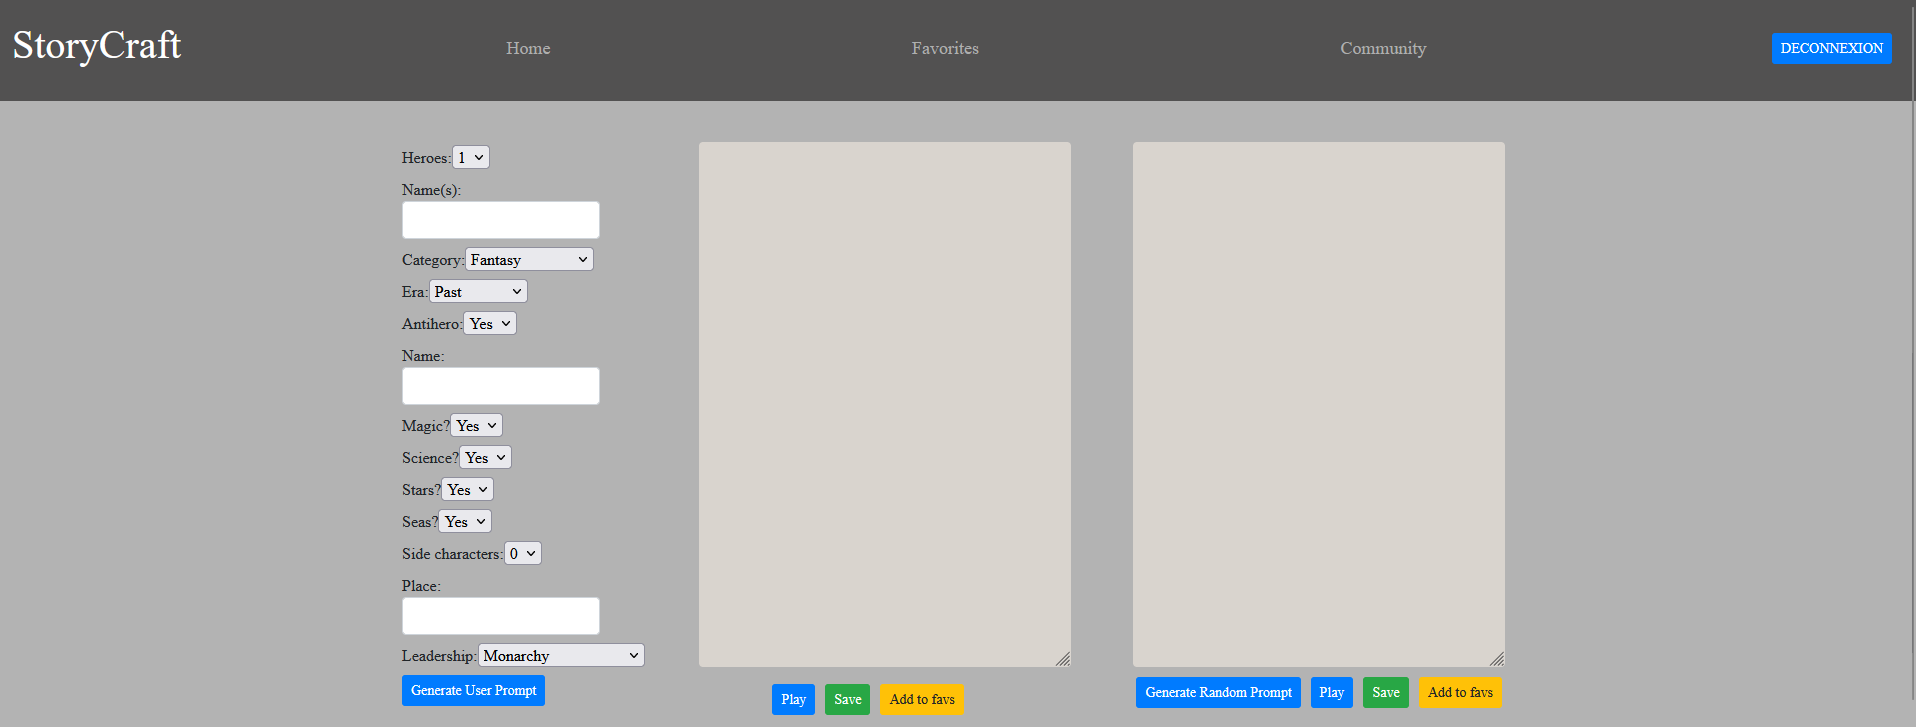 StoryCraft
Home
Favorites
Community
DECONNEXION
Heroes: 1
Name(s):
Category: Fantasy
Era: Past
Antihero: Yes
Name:
Magic? Yes
Science? Yes
Stars? Yes
Seas? Yes
Side characters: 0
Place:
Leadership: Monarchy
Generate User Prompt
Play
Save
Add to favs
Generate Random Prompt
Play
Save
Add to favs